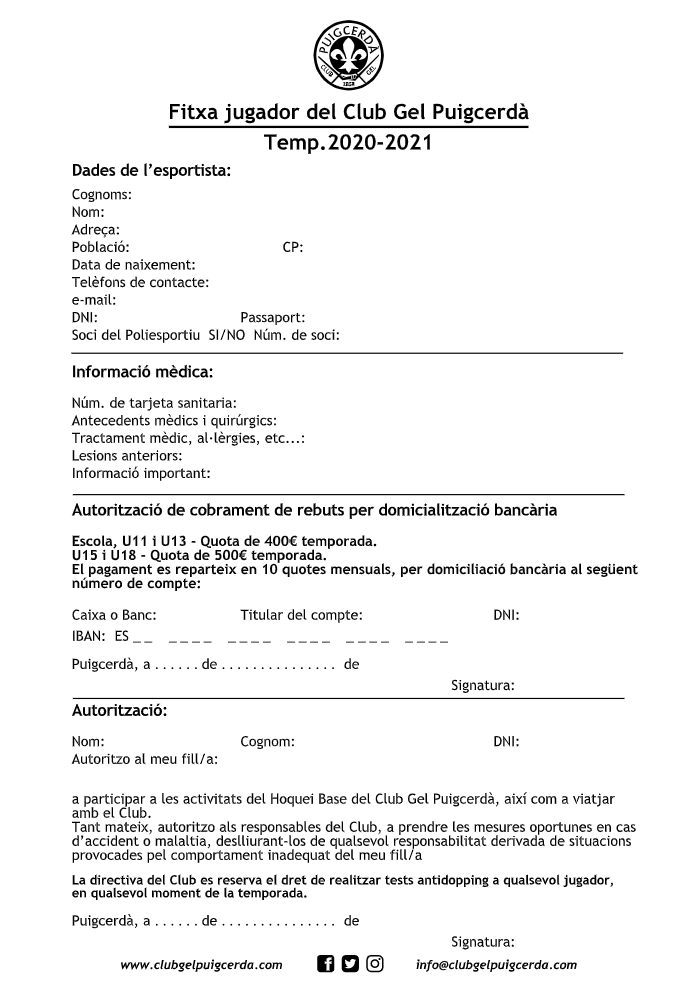 PUIGCERDA
CLUB GEL
Fitxa jugador del Club Gel Puigcerdà
Temp.2020-2021
Dades de l’esportista:
Cognoms:
Nom:
Adreça:
Població: CP:
Data de naixement:
Telèfons de contacte:
e-mail:
DNI: Passaport:
Soci del Poliesportiu SI/NO Núm. de soci:
Informació mèdica:
Núm. de tarjeta sanitaria:
Antecedents mèdics i quirúrgics:
Tractament mèdic, al·lèrgies, etc...:
Lesions anteriors:
Informació important:
Autorització de cobrament de rebuts per domicialització bancària
Escola, U11 i U13 - Quota de 400€ temporada.
U15 i U18 - Quota de 500€ temporada.
El pagament es reparteix en 10 quotes mensuals, per domiciliació bancària al següent
número de compte:
Caixa o Banc: Titular del compte: DNI:
IBAN: ES _ _ _ _ _ _ _ _ _ _ _ _ _ _ _ _ _ _ _ _ _ _
Puigcerdà, a . . . . . . de . . . . . . . . . . . . . . . de
Signatura:
Autorització:
Nom: Cognom: DNI:
Autoritzo al meu fill/a:
a participar a les activitats del Hoquei Base del Club Gel Puigcerdà, així com a viatjar
amb el Club.
Tant mateix, autoritzo als responsables del Club, a prendre les mesures oportunes en cas
d’accident o malaltia, deslliurant-los de qualsevol responsabilitat derivada de situacions
provocades pel comportament inadequat del meu fill/a
La directiva del Club es reserva el dret de realitzar tests antidopping a qualsevol jugador,
en qualsevol moment de la temporada.
Puigcerdà, a . . . . . . de . . . . . . . . . . . . . . . de
Signatura:
www.clubgelpuigcerda.com info@clubgelpuigcerda.com